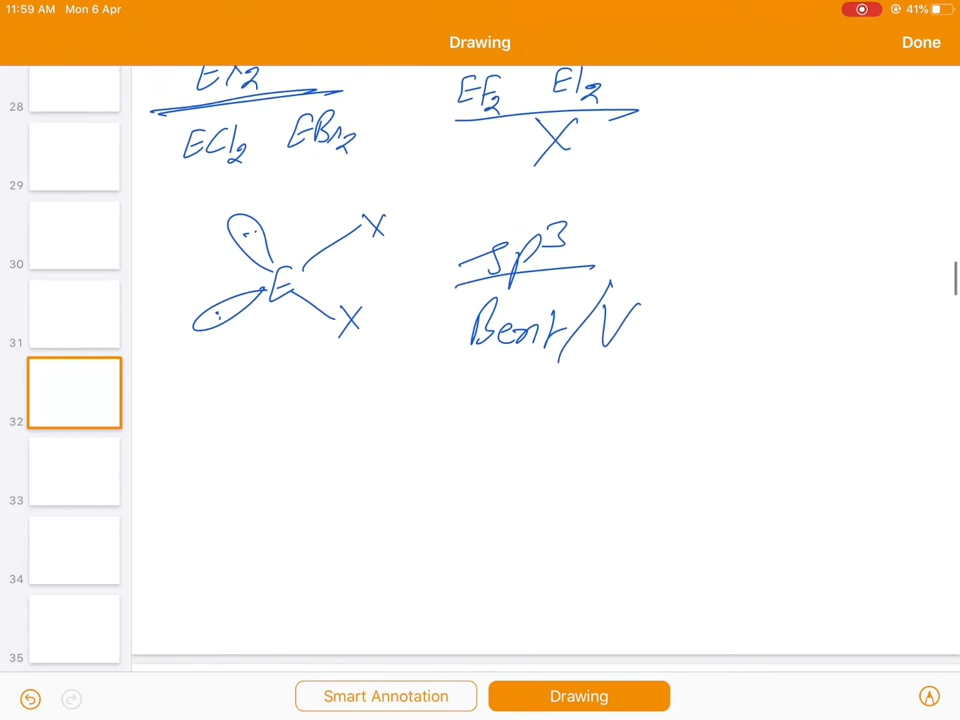 11:59 AM Mon 6 Apr
41%
Drawing
Done
EX2
EF2 EI2
ECl2 EBr2
X
28
29
30
31
32
33
34
35
X
E
X
sp3
Bent/V
Smart Annotation
Drawing